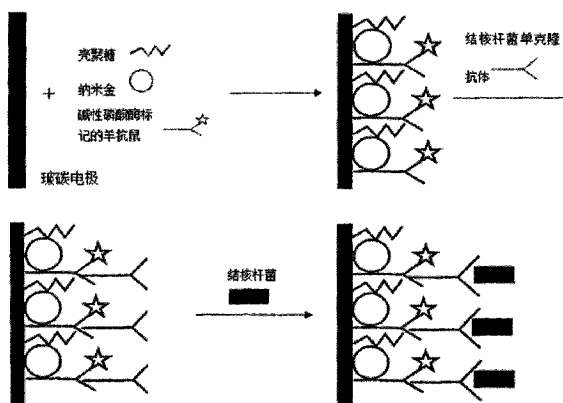 壳聚糖
+
纳米金
碱性磷酸酶标
记的羊抗鼠
玻碳电极
结核杆菌单克隆
抗体
结核杆菌